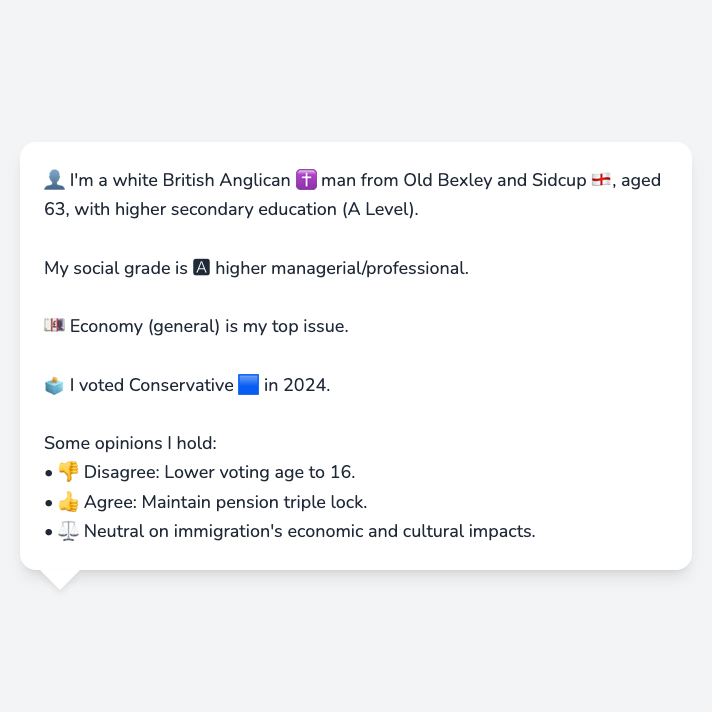 👤 I'm a white British Anglican ✝️ man from Old Bexley and Sidcup 🏴󠁧󠁢󠁥󠁮󠁧󠁿, aged
63, with higher secondary education (A Level).
My social grade is 🅰 higher managerial/professional.
💷 Economy (general) is my top issue.
🗳️ I voted Conservative 🟦 in 2024.
Some opinions I hold:
• 👎 Disagree: Lower voting age to 16.
• 👍 Agree: Maintain pension triple lock.
• ⚖️ Neutral on immigration's economic and cultural impacts.